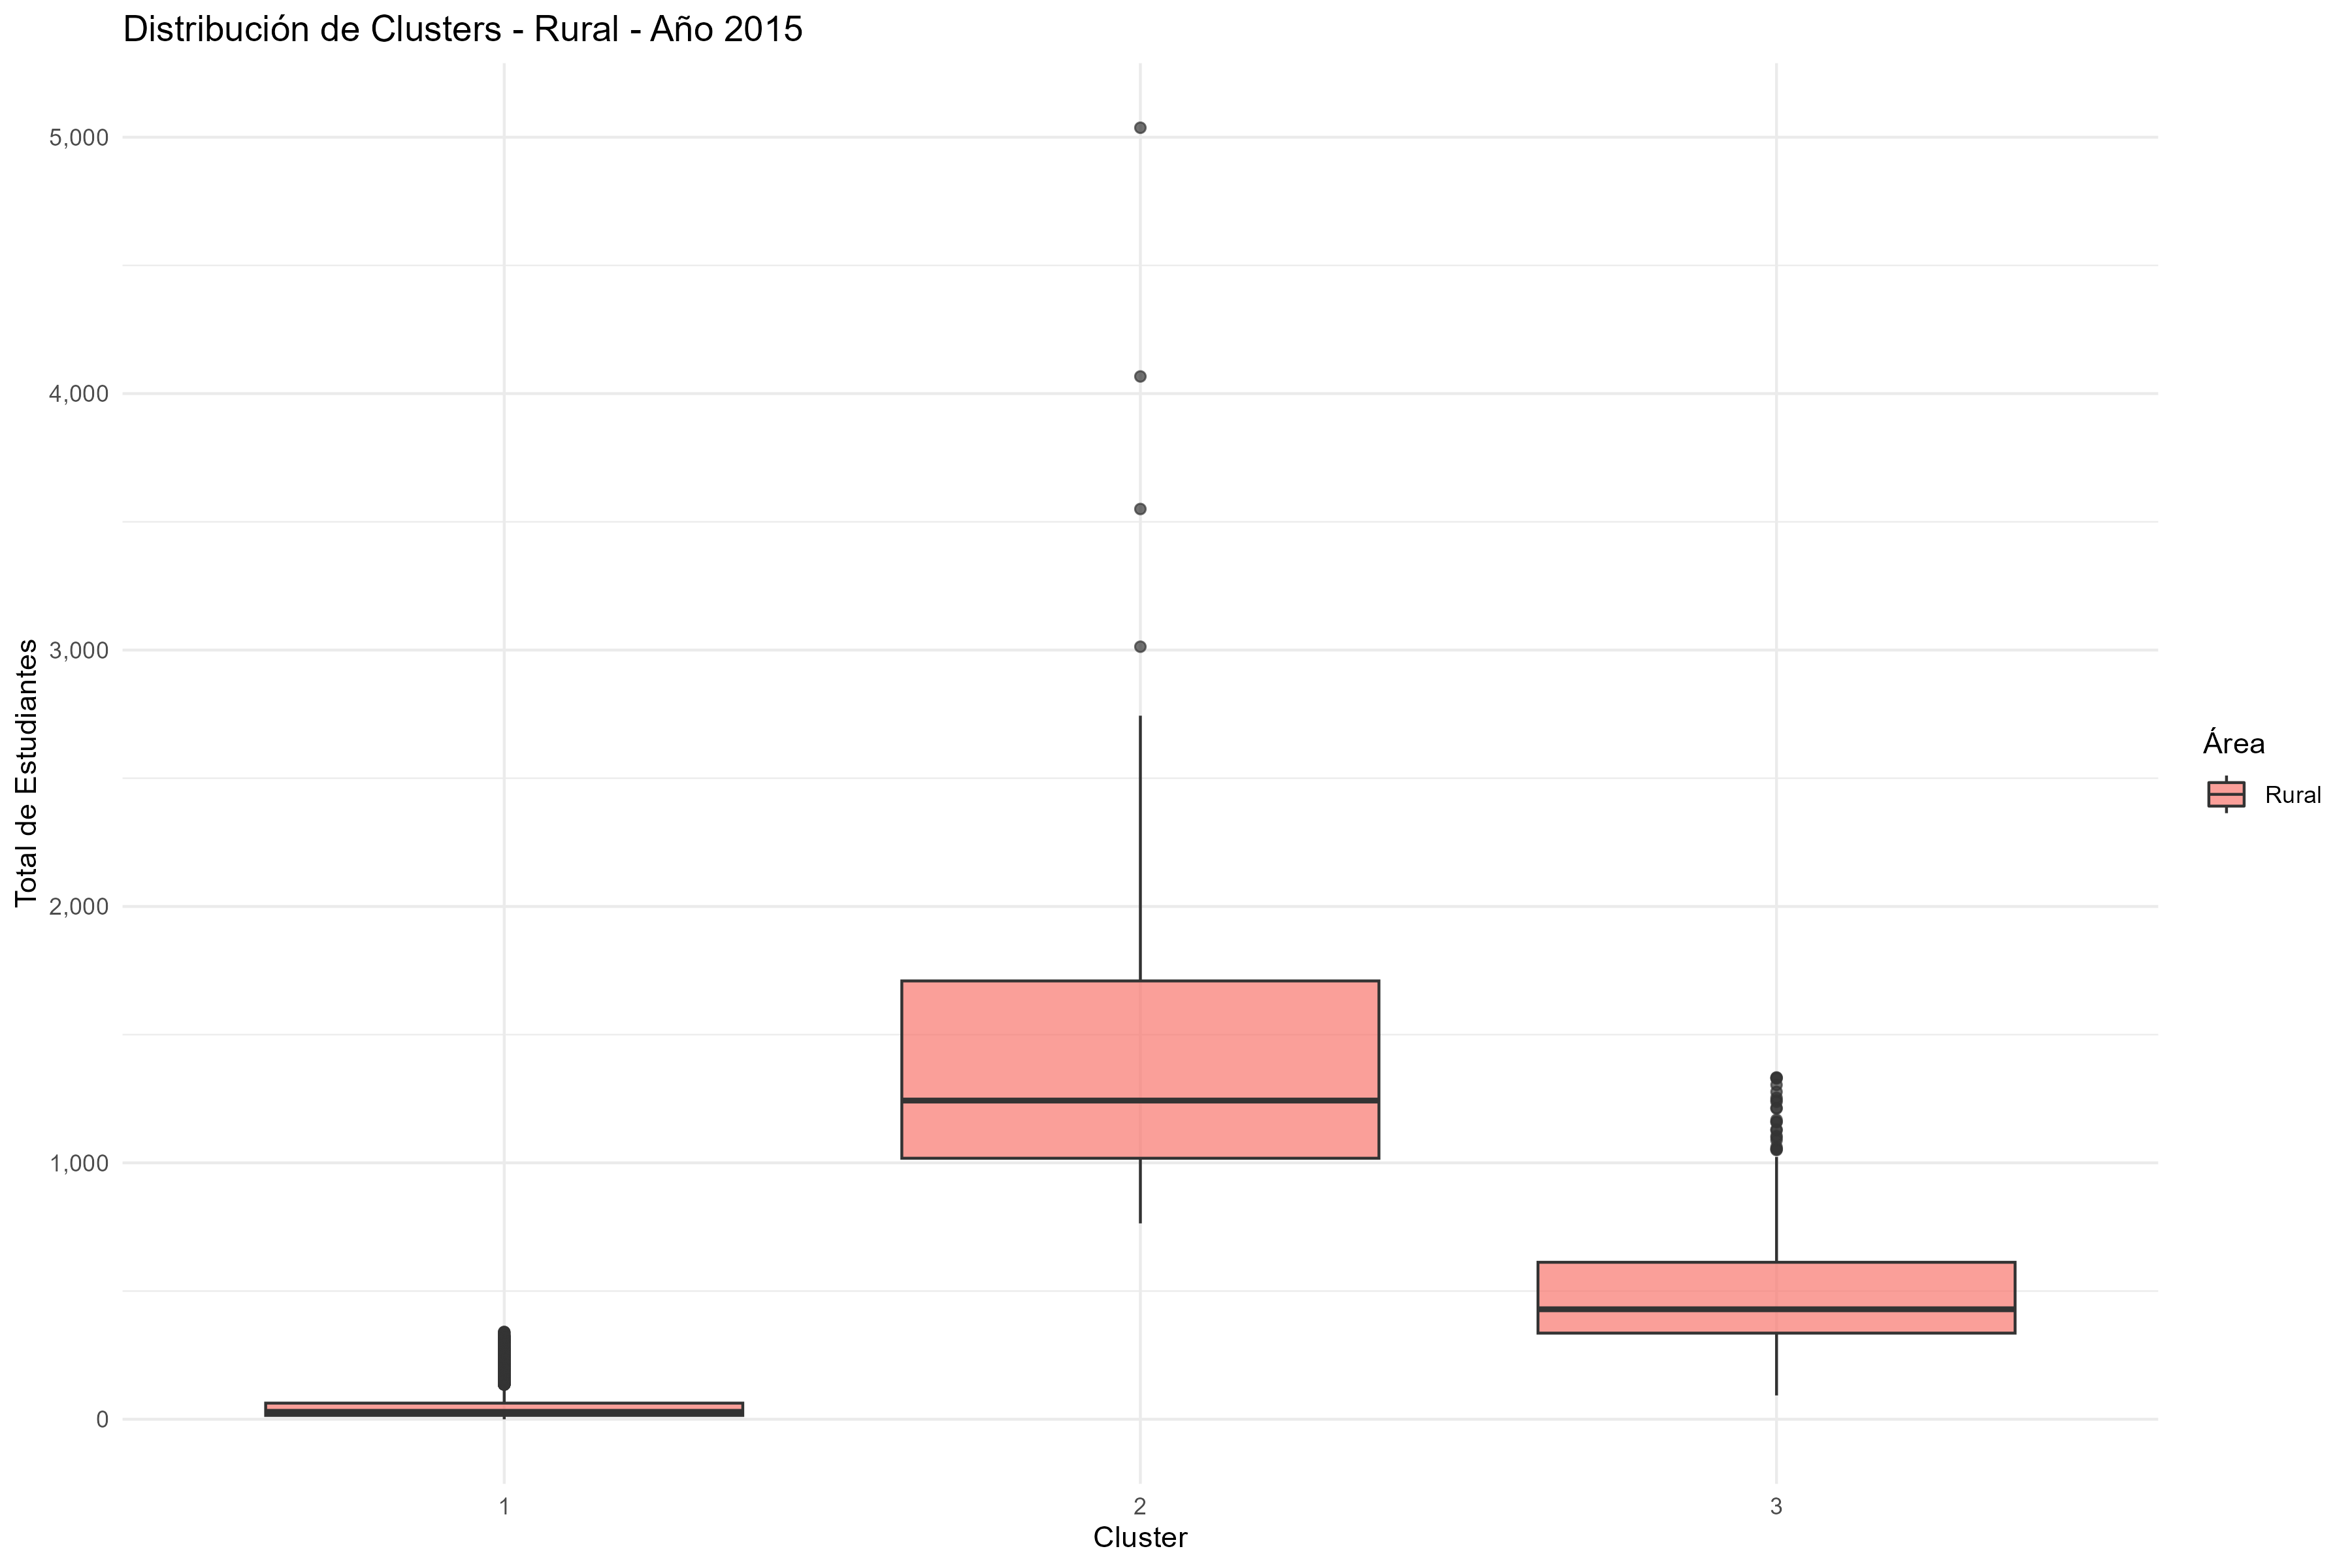 Distribución de Clusters - Rural - Año 2015
Total de Estudiantes
5,000
4,000
3,000
2,000
1,000
0
1
2
3
Cluster
Área
Rural